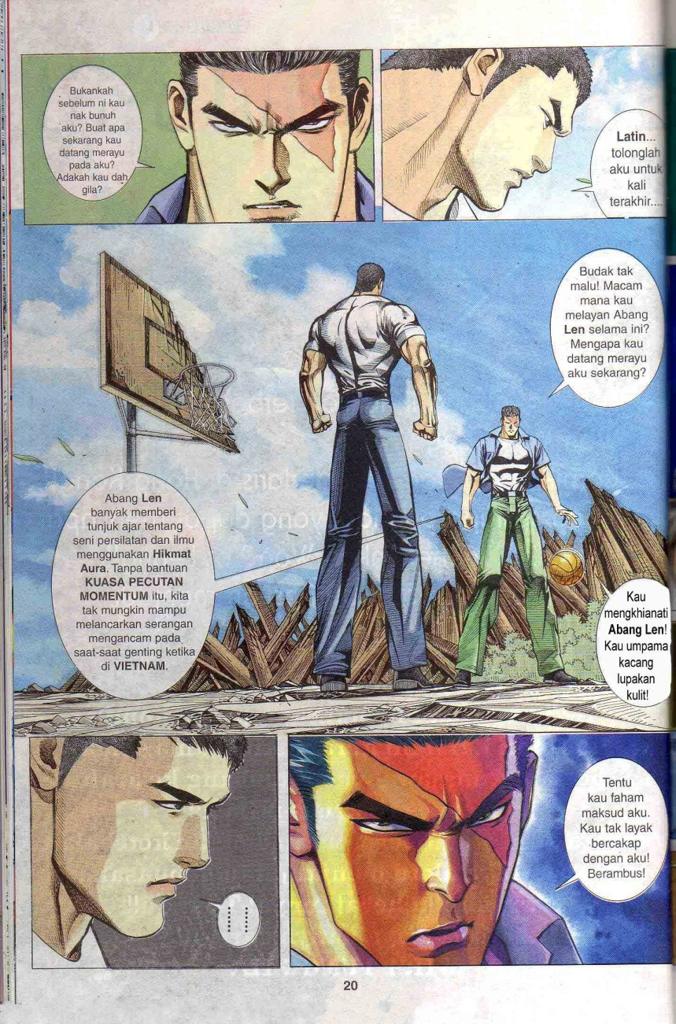 Bukankah
sebelum ni kau
nak bunuh
aku? Buat apa
sekarang kau
datang merayu
pada aku?
Adakah kau dah
gila?
Latin...
tolonglah
aku untuk
kali
terakhir....
Budak tak
malu! Macam
mana kau
melayan Abang
Len selama ini?
Mengapa kau
datang merayu
aku sekarang?
Abang Len
banyak memberi
tunjuk ajar tentang
seni persilatan dan ilmu
menggunakan Hikmat
Aura. Tanpa bantuan
KUASA PECUTAN
MOMENTUM itu, kita
tak mungkin mampu
melancarkan serangan
mengancam pada
saat-saat genting ketika
di VIETNAM.
Kau
mengkhianati
Abang Len!
Kau umpama
kacang
lupakan
kulit!
Tentu
kau faham
maksud aku.
Kau tak layak
bercakap
dengan aku!
Berambus!
20